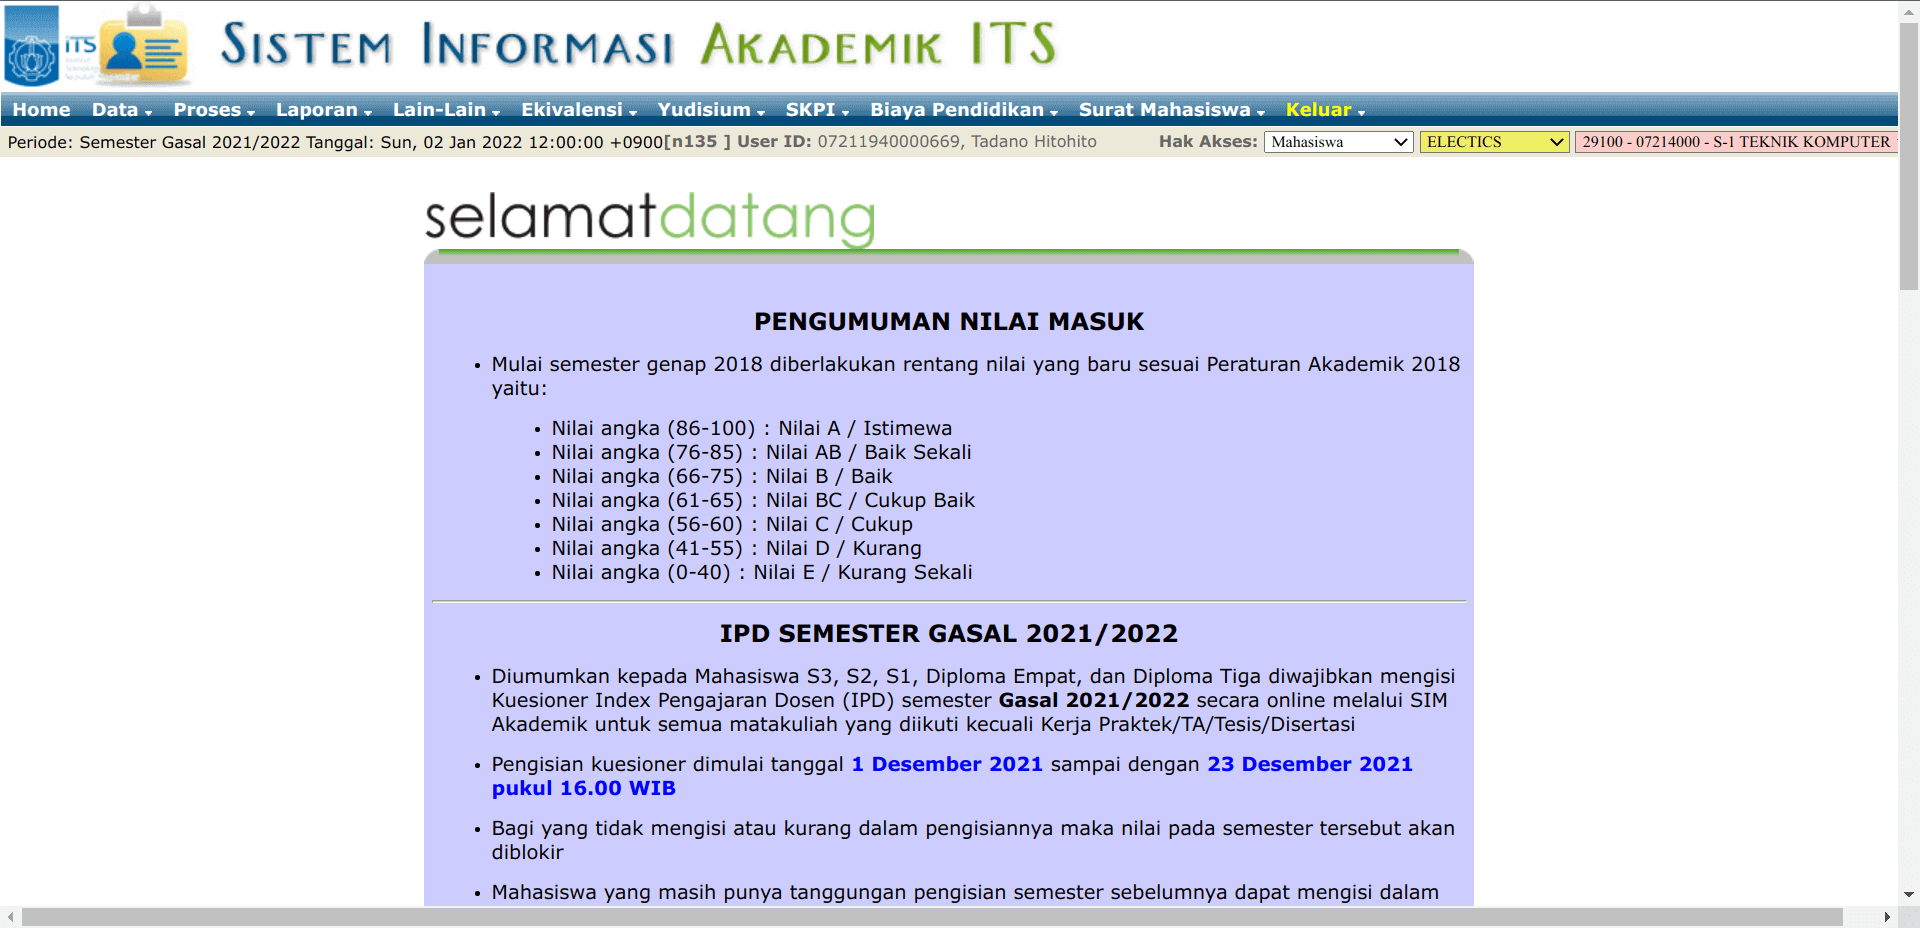 ITS
SISTEM INFORMASI AKADEMIK ITS
Home Data Proses Laporan Lain-Lain Ekivalensi Yudisium SKPI Biaya Pendidikan Surat Mahasiswa Keluar
Periode: Semester Gasal 2021/2022 Tanggal: Sun, 02 Jan 2022 12:00:00 +0900[n135 ] User ID: 07211940000669, Tadano Hitohito Hak Akses: Mahasiswa ELECTICS 29100 - 07214000 - S-1 TEKNIK KOMPUTER
selamatdatang
PENGUMUMAN NILAI MASUK
• Mulai semester genap 2018 diberlakukan rentang nilai yang baru sesuai Peraturan Akademik 2018
yaitu:
• Nilai angka (86-100) : Nilai A / Istimewa
• Nilai angka (76-85) : Nilai AB / Baik Sekali
• Nilai angka (66-75) : Nilai B / Baik
• Nilai angka (61-65) : Nilai BC / Cukup Baik
• Nilai angka (56-60) : Nilai C / Cukup
• Nilai angka (41-55) : Nilai D / Kurang
• Nilai angka (0-40) : Nilai E / Kurang Sekali
IPD SEMESTER GASAL 2021/2022
• Diumumkan kepada Mahasiswa S3, S2, S1, Diploma Empat, dan Diploma Tiga diwajibkan mengisi
Kuesioner Index Pengajaran Dosen (IPD) semester Gasal 2021/2022 secara online melalui SIM
Akademik untuk semua matakuliah yang diikuti kecuali Kerja Praktek/TA/Tesis/Disertasi
• Pengisian kuesioner dimulai tanggal 1 Desember 2021 sampai dengan 23 Desember 2021
pukul 16.00 WIB
• Bagi yang tidak mengisi atau kurang dalam pengisiannya maka nilai pada semester tersebut akan
diblokir
• Mahasiswa yang masih punya tanggungan pengisian semester sebelumnya dapat mengisi dalam